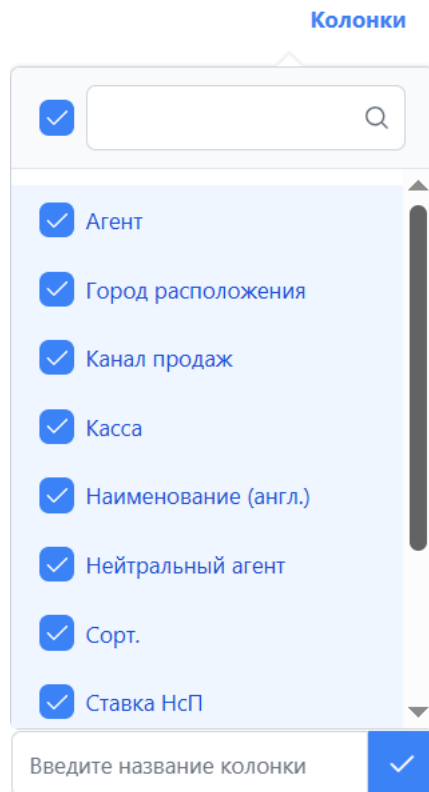 Колонки
Агент
Город расположения
Канал продаж
Касса
Наименование (англ.)
Нейтральный агент
Сорт.
Ставка НсП
Введите название колонки